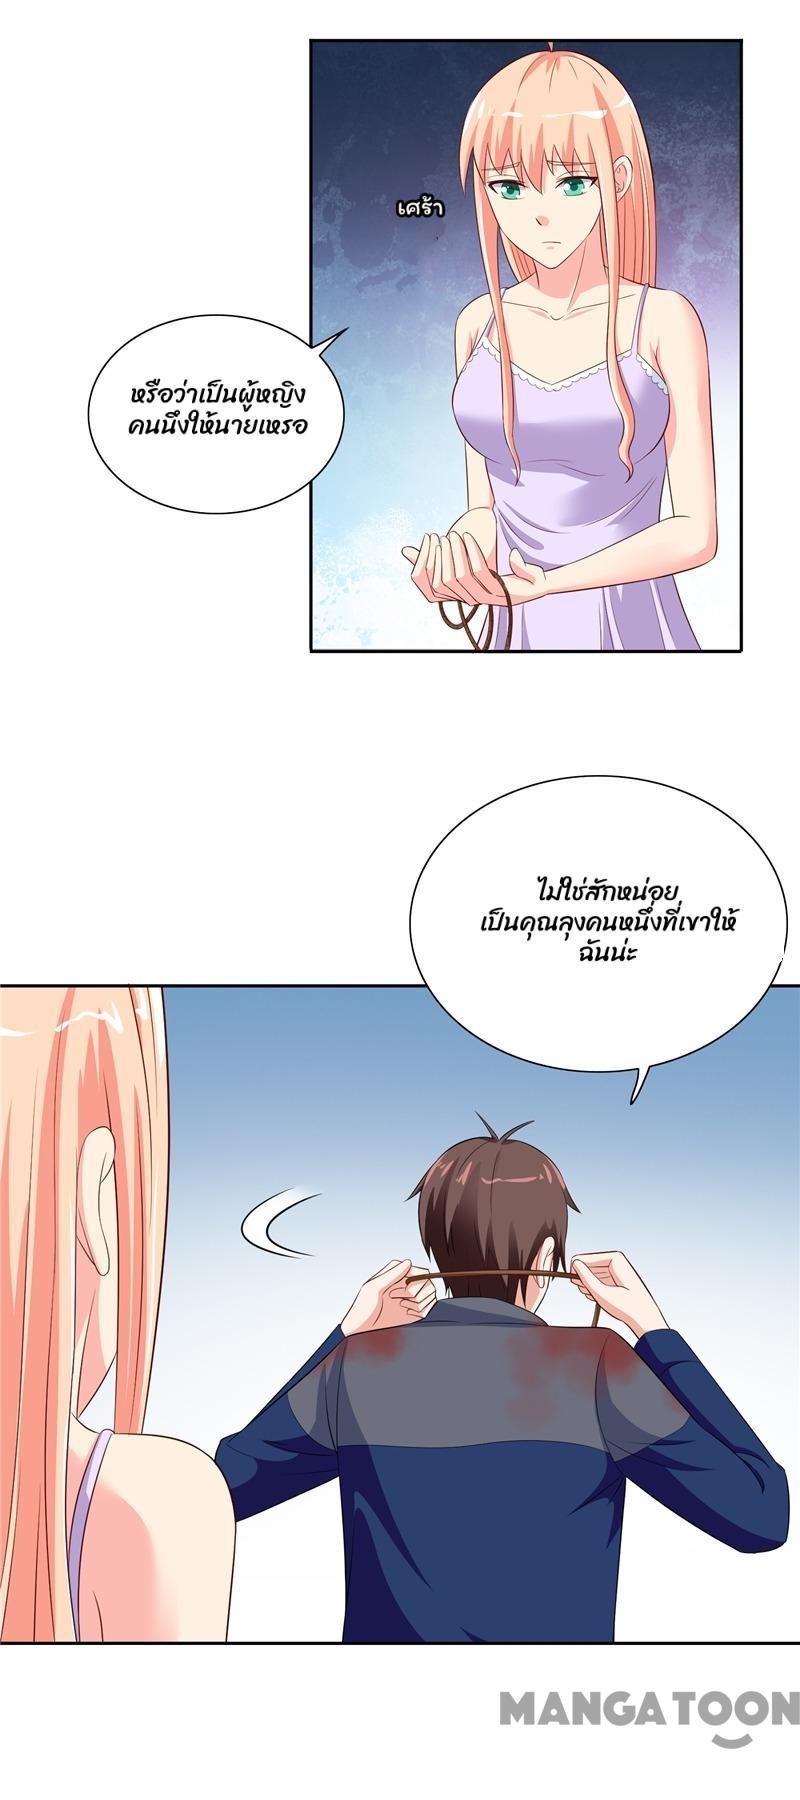 เศร้า
หรือว่าเป็นผู้หญิง
คนนึงให้นายเหรอ
ไม่ใช่สักหน่อย
เป็นคุณลุงคนหนึ่งที่เขาให้
ฉันน่ะ
MANGATOON